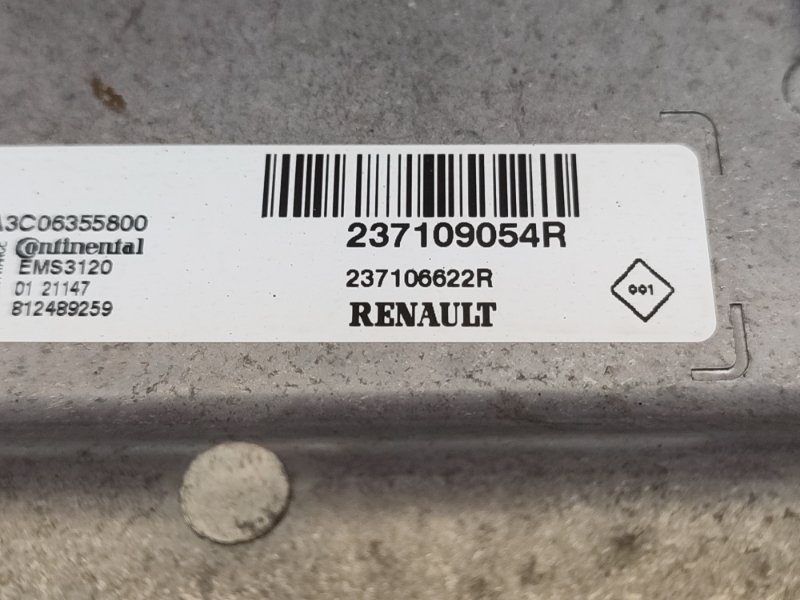 A3C06355800
Continental
EMS3120
01 21147
812489259
237109054R
237106622R
RENAULT
001